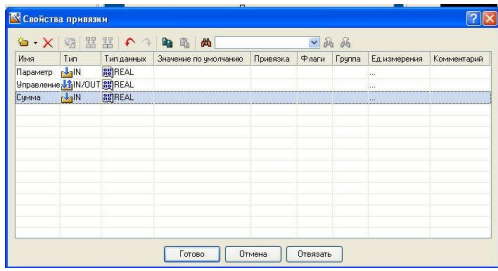 Свойства привязки
Имя Тип Тип данных Значение по умолчанию Привязка Флаги Группа Ед.измерения Комментарий
Параметр IN REAL ...
Управление IN/OUT REAL ...
Сумма IN REAL ...
Готово Отмена Отвязать